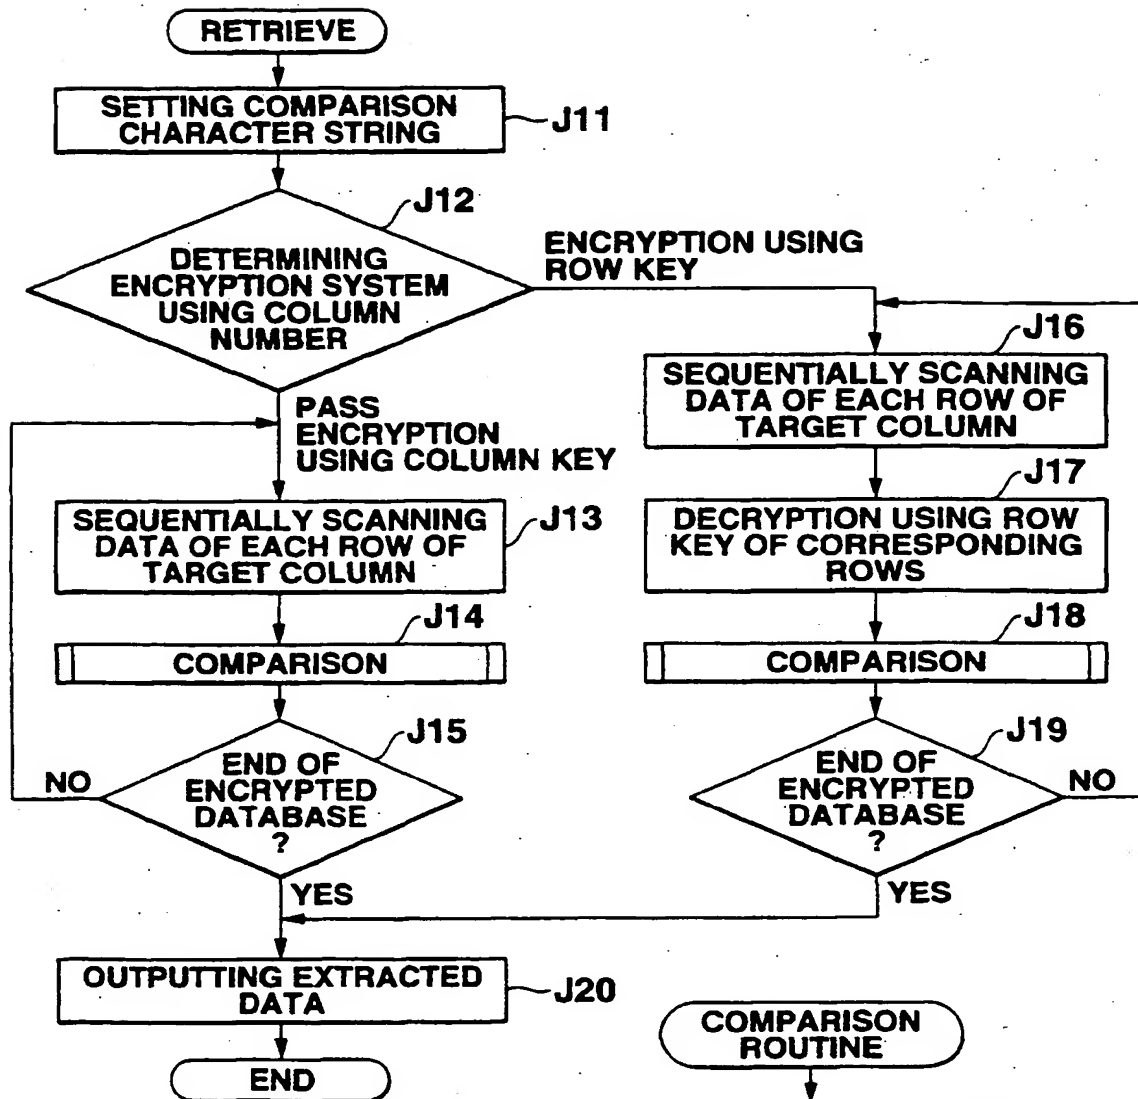 RETRIEVE
SETTING COMPARISON
CHARACTER STRING
J11
J12
DETERMINING
ENCRYPTION SYSTEM
USING COLUMN
NUMBER
ENCRYPTION USING
ROW KEY
PASS
ENCRYPTION
USING COLUMN KEY
SEQUENTIALLY SCANNING
DATA OF EACH ROW OF
TARGET COLUMN
J13
J14
COMPARISON
J15
END OF
ENCRYPTED
DATABASE
?
NO
YES
J16
SEQUENTIALLY SCANNING
DATA OF EACH ROW OF
TARGET COLUMN
J17
DECRYPTION USING ROW
KEY OF CORRESPONDING
ROWS
J18
COMPARISON
J19
END OF
ENCRYPTED
DATABASE
?
NO
YES
OUTPUTTING EXTRACTED
DATA
J20
END
COMPARISON
ROUTINE